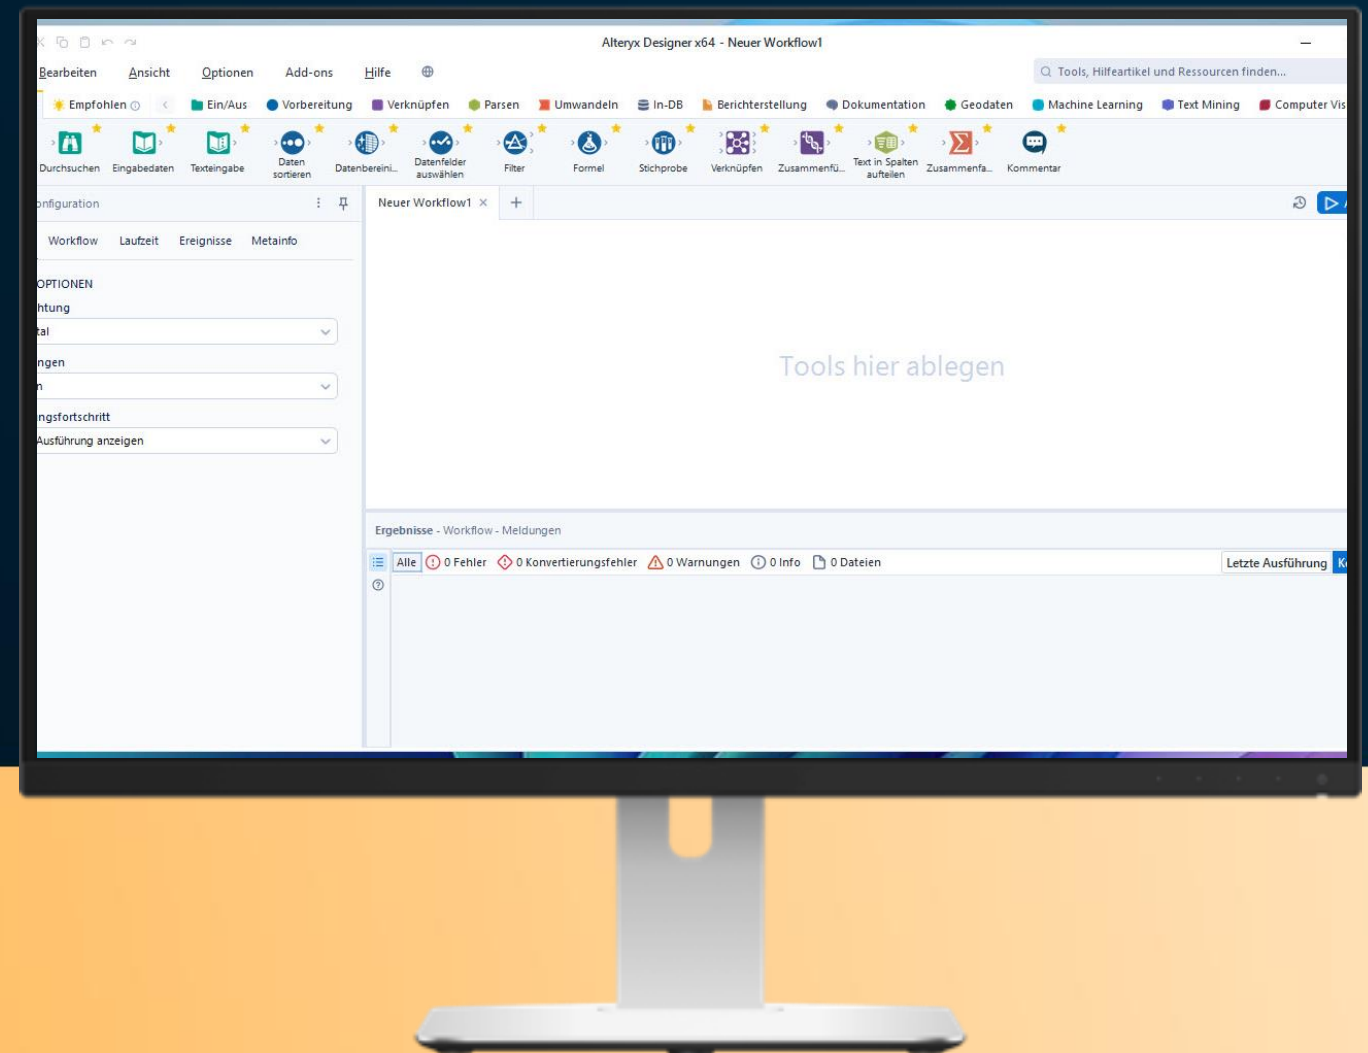 Alteryx Designer x64 - Neuer Workflow1
Bearbeiten Ansicht Optionen Add-ons Hilfe
Tools, Hilfeartikel und Ressourcen finden...
Empfohlen Ein/Aus Vorbereitung Verknüpfen Parsen Umwandeln In-DB Berichterstellung Dokumentation Geodaten Machine Learning Text Mining Computer Vis
Durchsuchen Eingabedaten Texteingabe Daten sortieren Datenbereini... Datenfelder auswählen Filter Formel Stichprobe Verknüpfen Zusammenfü... Text in Spalten aufteilen Zusammenfa... Kommentar
onfiguration
Neuer Workflow1
Workflow Laufzeit Ereignisse Metainfo
OPTIONEN
htung
tal
ngen
n
ngsfortschritt
Ausführung anzeigen
Tools hier ablegen
Ergebnisse - Workflow - Meldungen
Alle 0 Fehler 0 Konvertierungsfehler 0 Warnungen 0 Info 0 Dateien
Letzte Ausführung